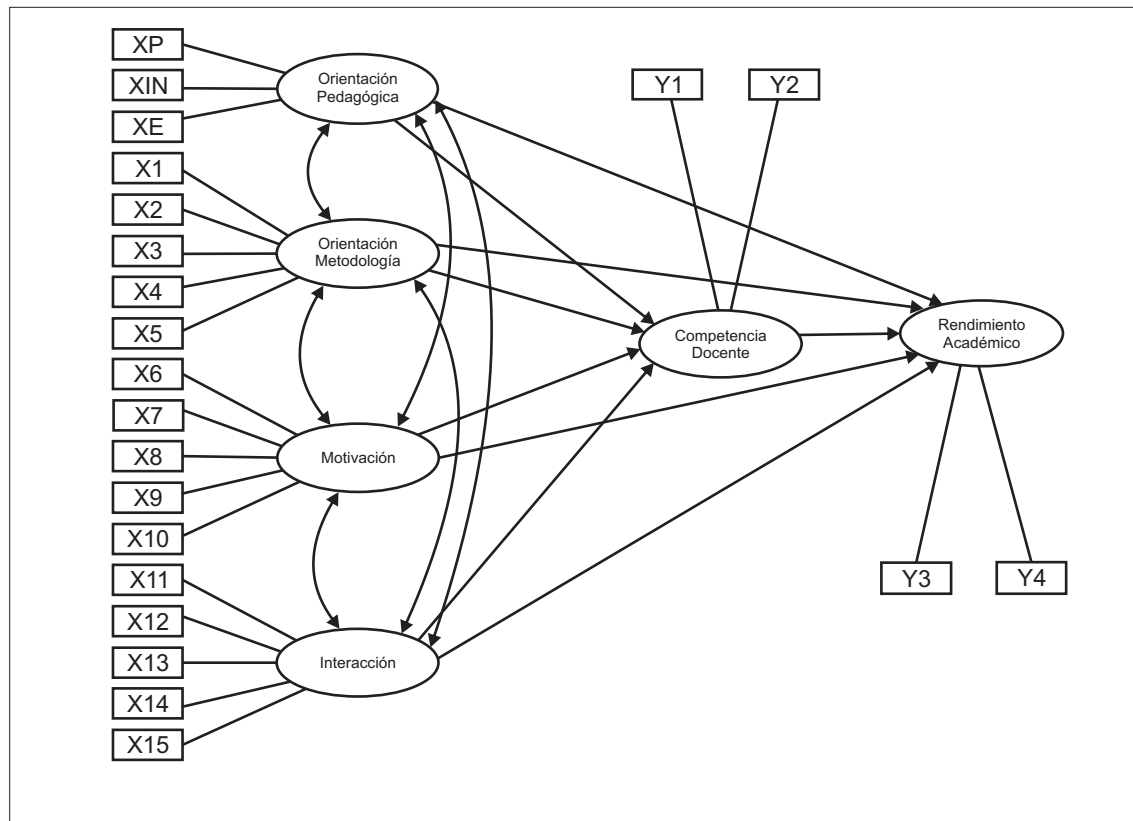 XP
XIN
XE
X1
X2
X3
X4
X5
X6
X7
X8
X9
X10
X11
X12
X13
X14
X15
Orientación
Pedagógica
Orientación
Metodología
Motivación
Interacción
Y1
Y2
Competencia
Docente
Rendimiento
Académico
Y3
Y4